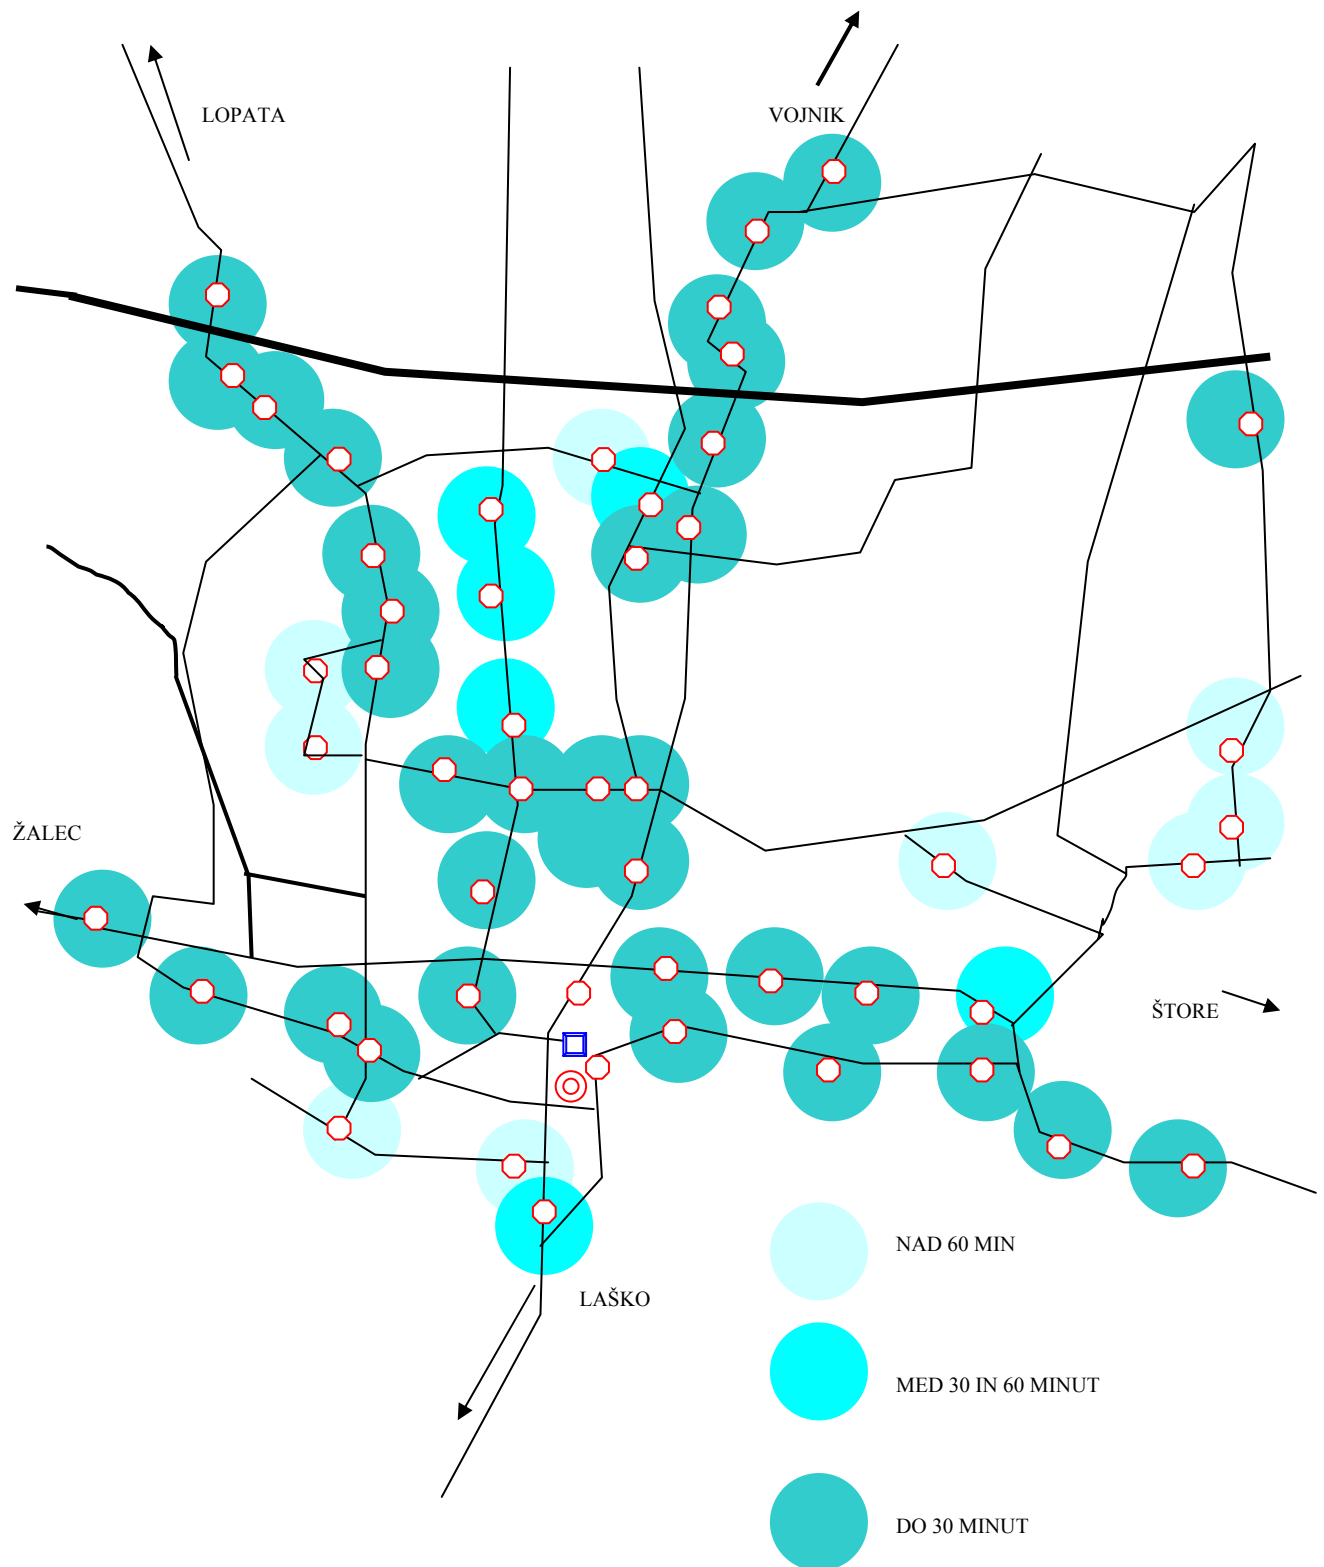 LOPATA
VOJNIK
ŽALEC
ŠTORE
NAD 60 MIN
LAŠKO
MED 30 IN 60 MINUT
DO 30 MINUT